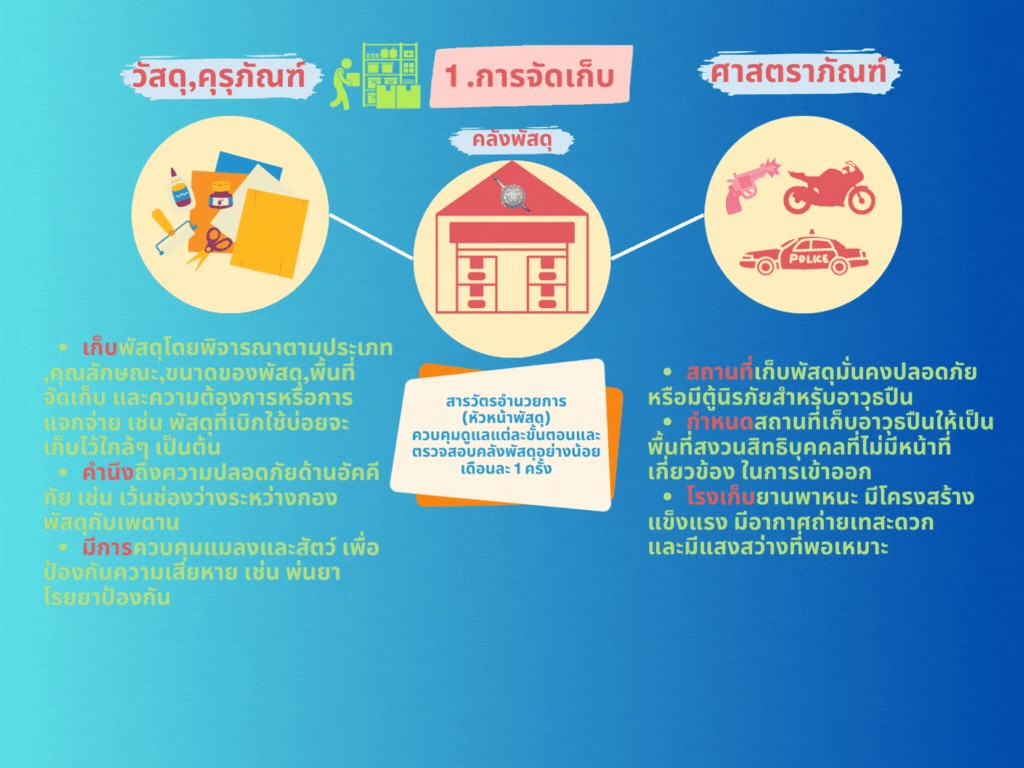 วัสดุ,คุรุภัณฑ์
1.การจัดเก็บ
ศาสตราภัณฑ์
คลังพัสดุ
POLICE
• เก็บพัสดุโดยพิจารณาตามประเภท
,คุณลักษณะ,ขนาดของพัสดุ,พื้นที่
จัดเก็บ และความต้องการหรือการ
แจกจ่าย เช่น พัสดุที่เบิกใช้บ่อยจะ
เก็บไว้ใกล้ๆ เป็นต้น
• คำนึงถึงความปลอดภัยด้านอัคคี
ภัย เช่น เว้นช่องว่างระหว่างกอง
พัสดุกับเพดาน
• มีการควบคุมแมลงและสัตว์ เพื่อ
ป้องกันความเสียหาย เช่น พ่นยา
โรยยาป้องกัน
สารวัตรอำนวยการ
(หัวหน้าพัสดุ)
ควบคุมดูแลแต่ละขั้นตอนและ
ตรวจสอบคลังพัสดุอย่างน้อย
เดือนละ 1 ครั้ง
• สถานที่เก็บพัสดุมั่นคงปลอดภัย
หรือมีตู้นิรภัยสำหรับอาวุธปืน
• กำหนดสถานที่เก็บอาวุธปืนให้เป็น
พื้นที่สงวนสิทธิบุคคลที่ไม่มีหน้าที่
เกี่ยวข้อง ในการเข้าออก
• โรงเก็บยานพาหนะ มีโครงสร้าง
แข็งแรง มีอากาศถ่ายเทสะดวก
และมีแสงสว่างที่พอเหมาะ